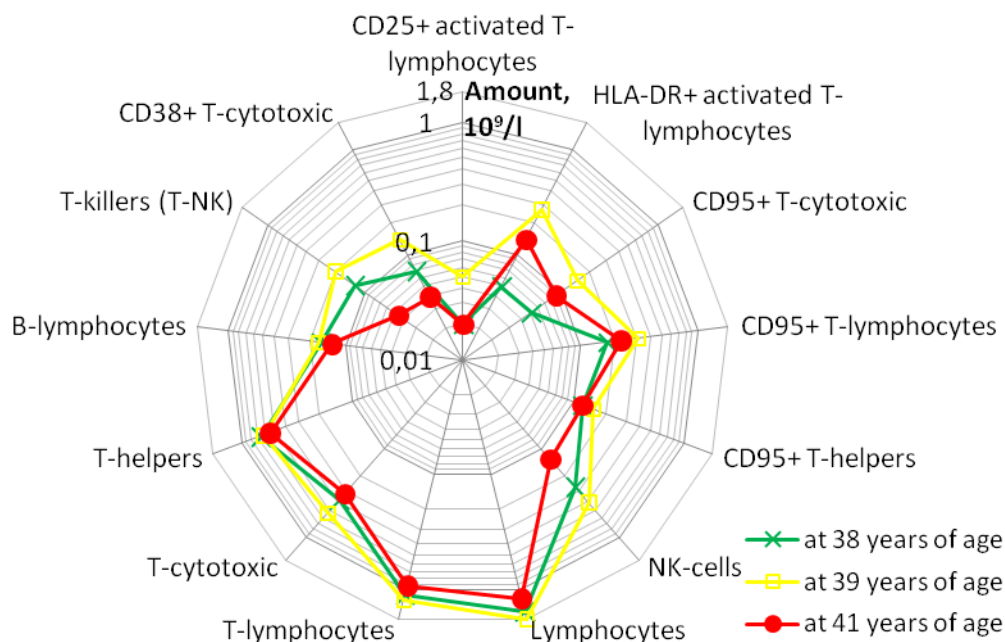 CD25+ activated T-
lymphocytes
1,8
Amount,
10⁹/l
1
0,1
0,01
HLA-DR+ activated T-
lymphocytes
CD95+ T-cytotoxic
CD95+ T-lymphocytes
CD95+ T-helpers
NK-cells
Lymphocytes
T-lymphocytes
T-cytotoxic
T-helpers
B-lymphocytes
T-killers (T-NK)
CD38+ T-cytotoxic
at 38 years of age
at 39 years of age
at 41 years of age